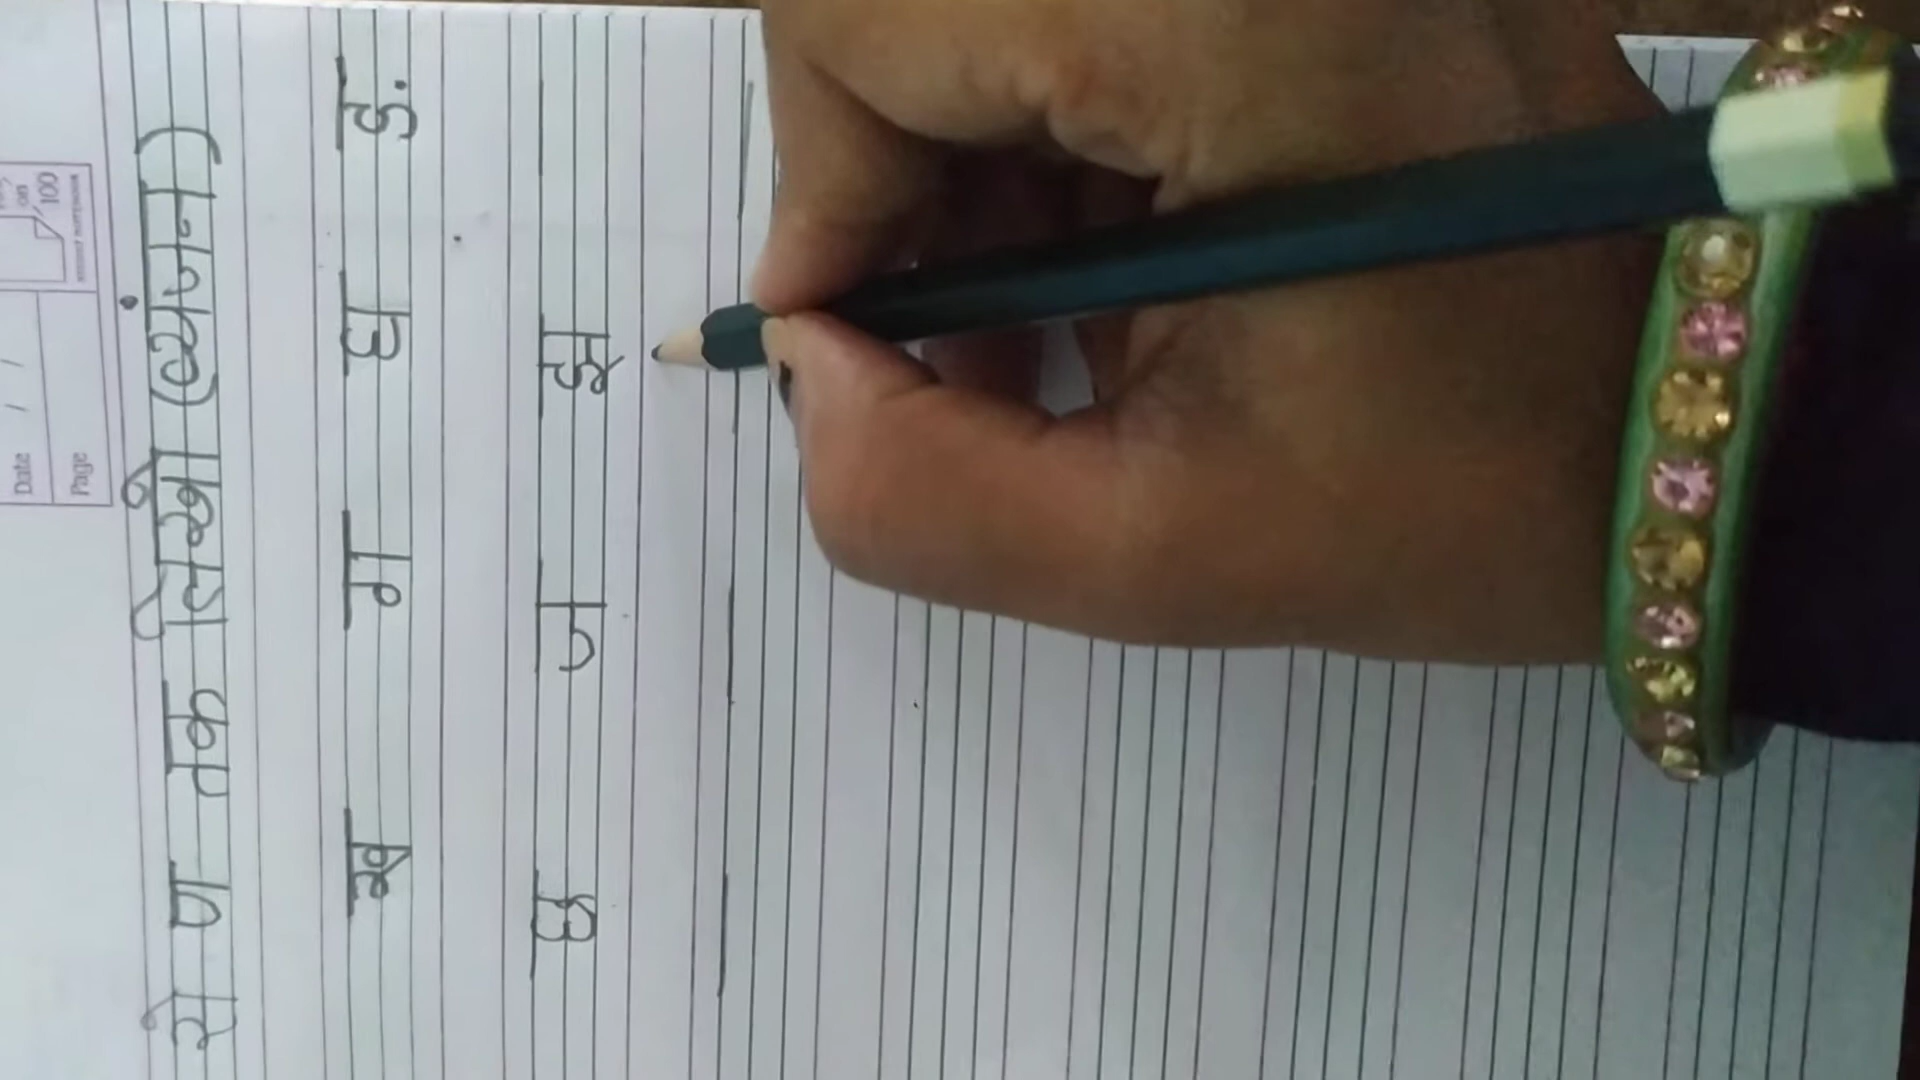 Date / /
Page
से ण तक लिखो (व्यंजन)
ख ग घ ङ
छ ज झ